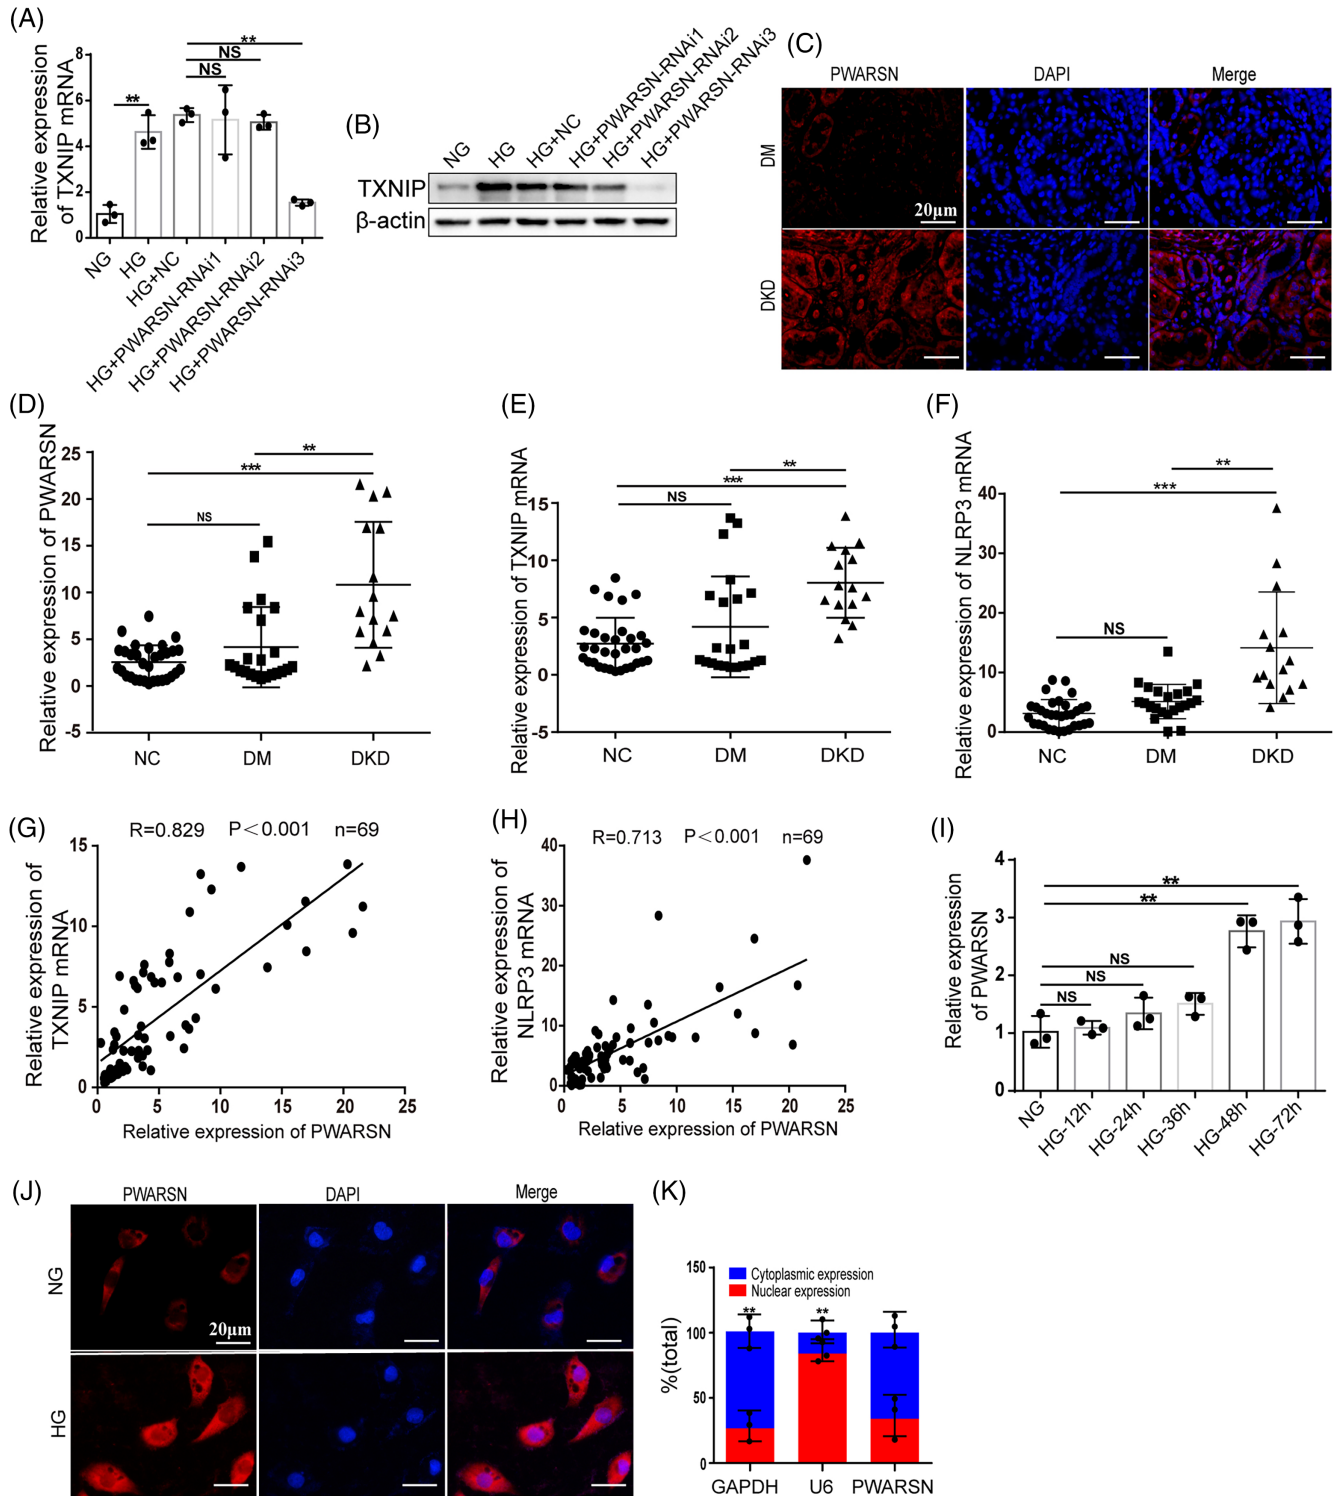 (A)
Relative expression
of TXNIP mRNA
8
6
4
2
0
**
**
NS
NS
NG
HG
HG+NC
HG+PWARSN-RNAi1
HG+PWARSN-RNAi2
HG+PWARSN-RNAi3
(B)
NG
HG
HG+NC
HG+PWARSN-RNAi1
HG+PWARSN-RNAi2
HG+PWARSN-RNAi3
TXNIP
β-actin
(C)
PWARSN
DAPI
Merge
DM
20μm
DKD
(D)
Relative expression of PWARSN
25
20
15
10
5
0
-5
**
***
NS
NC
DM
DKD
(E)
Relative expression of TXNIP mRNA
15
10
5
0
-5
**
***
NS
NC
DM
DKD
(F)
Relative expression of NLRP3 mRNA
40
30
20
10
0
**
***
NS
NC
DM
DKD
(G)
R=0.829 P<0.001 n=69
Relative expression of
TXNIP mRNA
15
10
5
0
0 5 10 15 20 25
Relative expression of PWARSN
(H)
R=0.713 P<0.001 n=69
Relative expression of
NLRP3 mRNA
40
30
20
10
0
0 5 10 15 20 25
Relative expression of PWARSN
(I)
Relative expression
of PWARSN
4
3
2
1
0
**
**
NS
NS
NS
NG
HG-12h
HG-24h
HG-36h
HG-48h
HG-72h
(J)
PWARSN
DAPI
Merge
NG
20μm
HG
(K)
%(total)
150
100
50
0
Cytoplasmic expression
Nuclear expression
**
**
GAPDH
U6
PWARSN